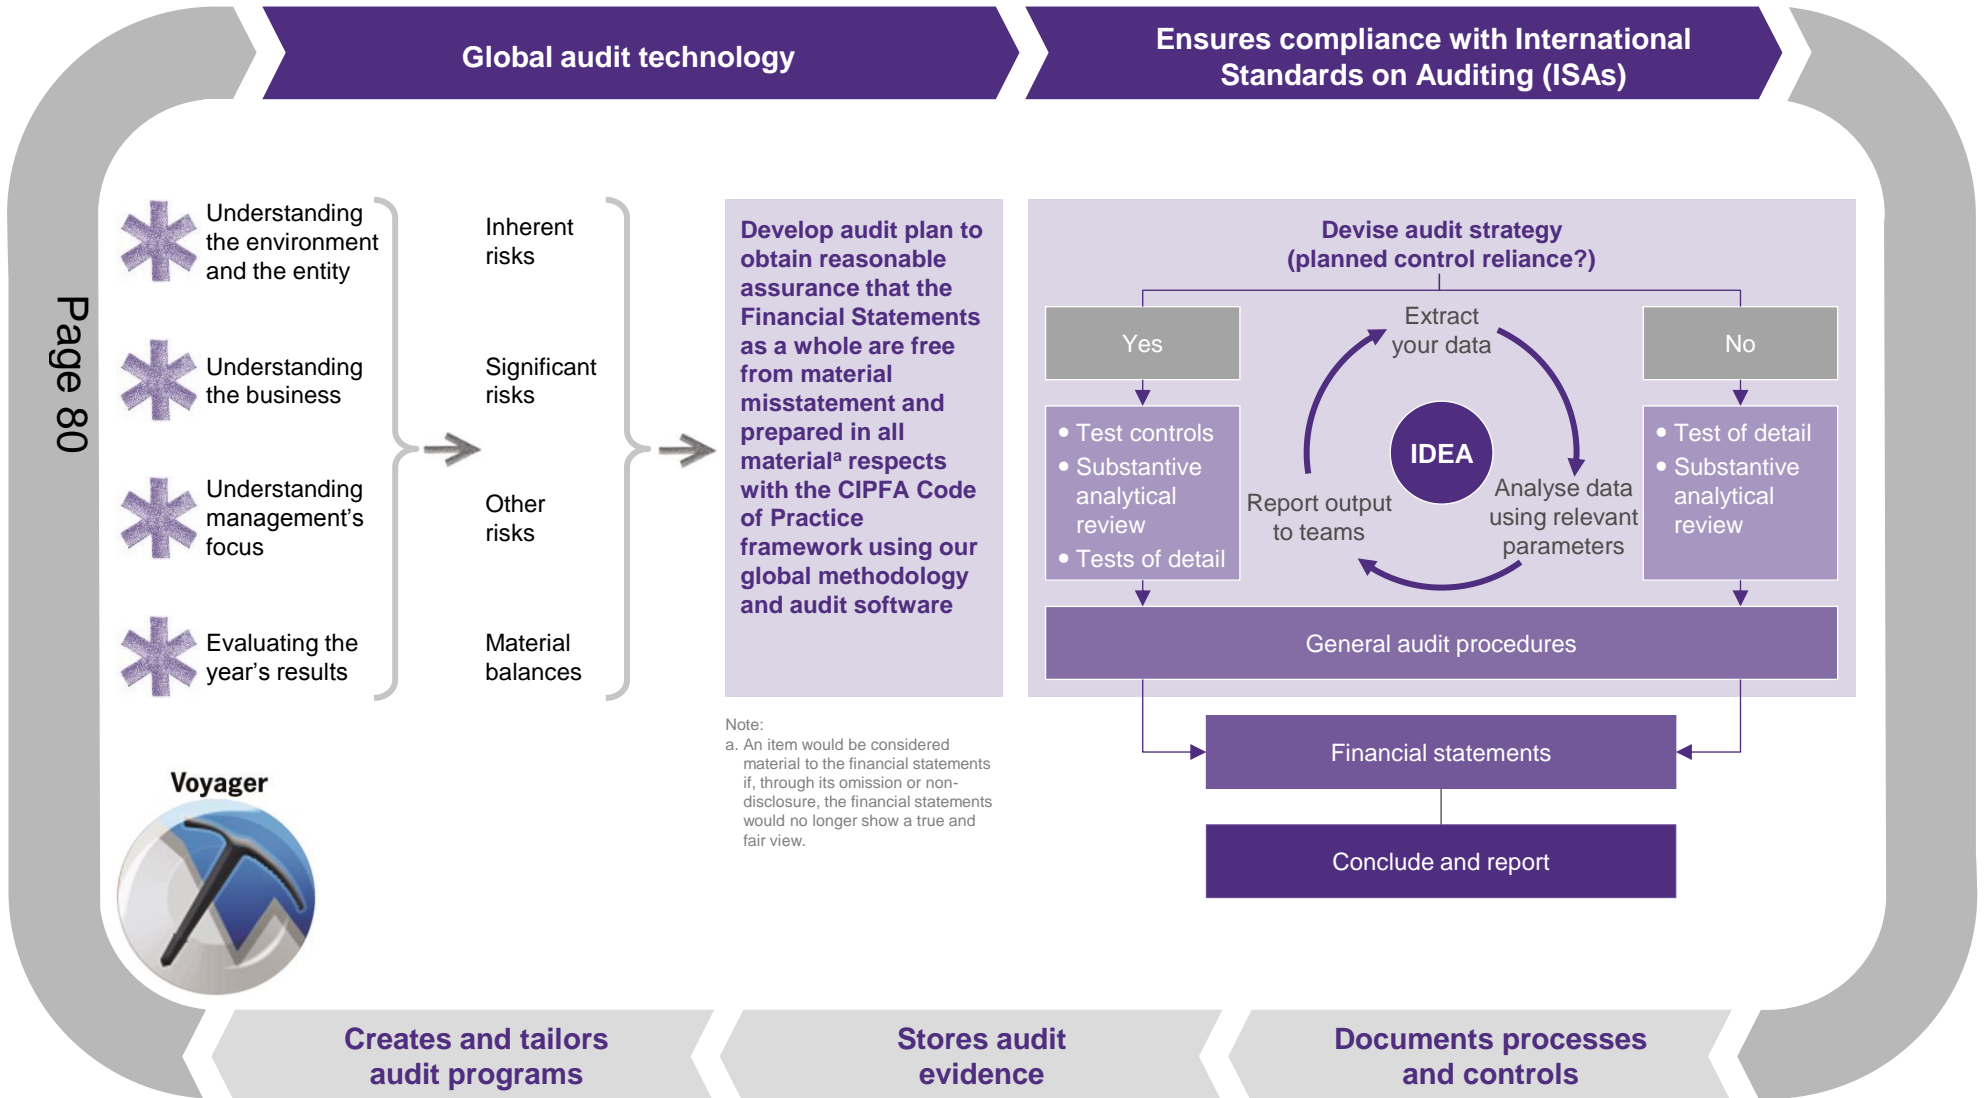 Global audit technology
Ensures compliance with International
Standards on Auditing (ISAs)
Page 80
Understanding
the environment
and the entity
Understanding
the business
Understanding
management’s
focus
Evaluating the
year’s results
Inherent
risks
Significant
risks
Other
risks
Material
balances
Develop audit plan to
obtain reasonable
assurance that the
Financial Statements
as a whole are free
from material
misstatement and
prepared in all
materialᵃ respects
with the CIPFA Code
of Practice
framework using our
global methodology
and audit software
Note:
a. An item would be considered
material to the financial statements
if, through its omission or non-
disclosure, the financial statements
would no longer show a true and
fair view.
Devise audit strategy
(planned control reliance?)
Yes
• Test controls
• Substantive
analytical
review
• Tests of detail
Extract
your data
IDEA
Analyse data
using relevant
parameters
Report output
to teams
No
• Test of detail
• Substantive
analytical
review
General audit procedures
Financial statements
Conclude and report
Voyager
Creates and tailors
audit programs
Stores audit
evidence
Documents processes
and controls